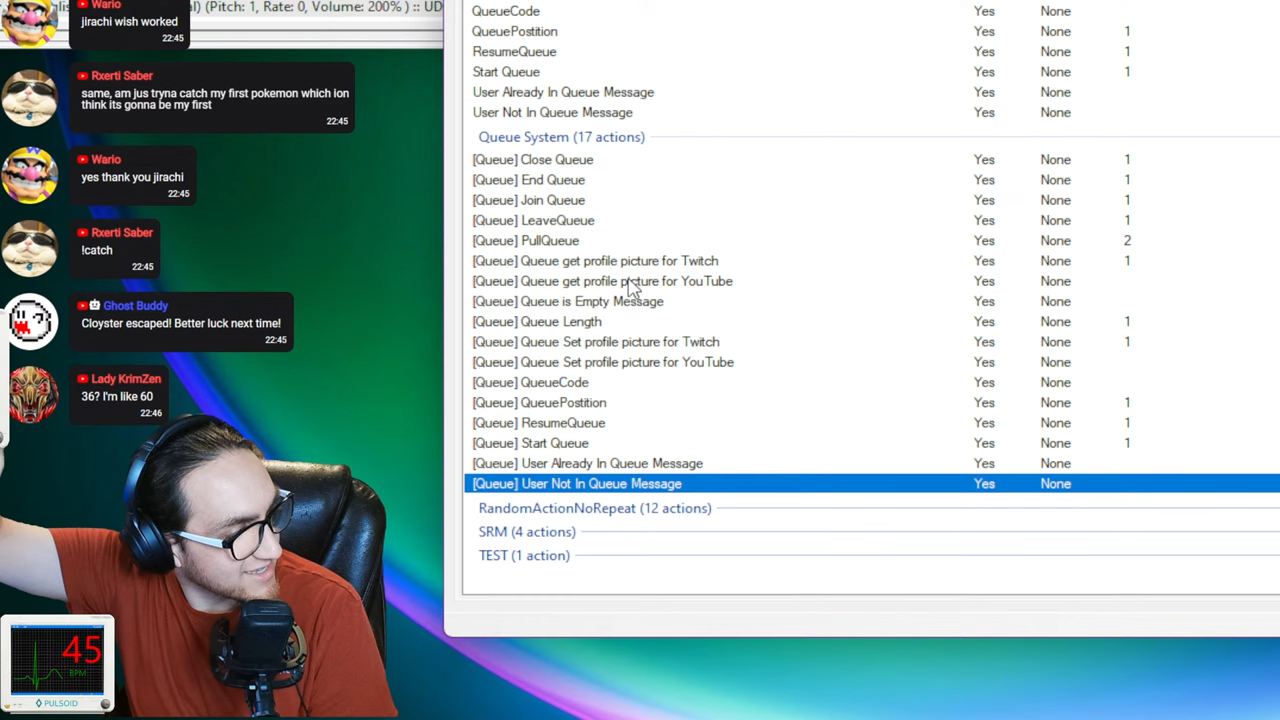 al) (Pitch: 1, Rate: 0, Volume: 200% ) :: UD
Wario
jirachi wish worked
22:45
Rxerti Saber
same, am jus tryna catch my first pokemon which ion
think its gonna be my first
22:45
Wario
yes thank you jirachi
22:45
Rxerti Saber
!catch
22:45
Ghost Buddy
Cloyster escaped! Better luck next time!
22:45
Lady KrimZen
36? I'm like 60
22:46
45
BPM
PULSOID
QueueCode Yes None
QueuePostition Yes None 1
ResumeQueue Yes None 1
Start Queue Yes None 1
User Already In Queue Message Yes None
User Not In Queue Message Yes None
Queue System (17 actions)
[Queue] Close Queue Yes None 1
[Queue] End Queue Yes None 1
[Queue] Join Queue Yes None 1
[Queue] LeaveQueue Yes None 1
[Queue] PullQueue Yes None 2
[Queue] Queue get profile picture for Twitch Yes None 1
[Queue] Queue get profile picture for YouTube Yes None
[Queue] Queue is Empty Message Yes None
[Queue] Queue Length Yes None 1
[Queue] Queue Set profile picture for Twitch Yes None 1
[Queue] Queue Set profile picture for YouTube Yes None
[Queue] QueueCode Yes None
[Queue] QueuePostition Yes None 1
[Queue] ResumeQueue Yes None 1
[Queue] Start Queue Yes None 1
[Queue] User Already In Queue Message Yes None
[Queue] User Not In Queue Message Yes None
RandomActionNoRepeat (12 actions)
SRM (4 actions)
TEST (1 action)